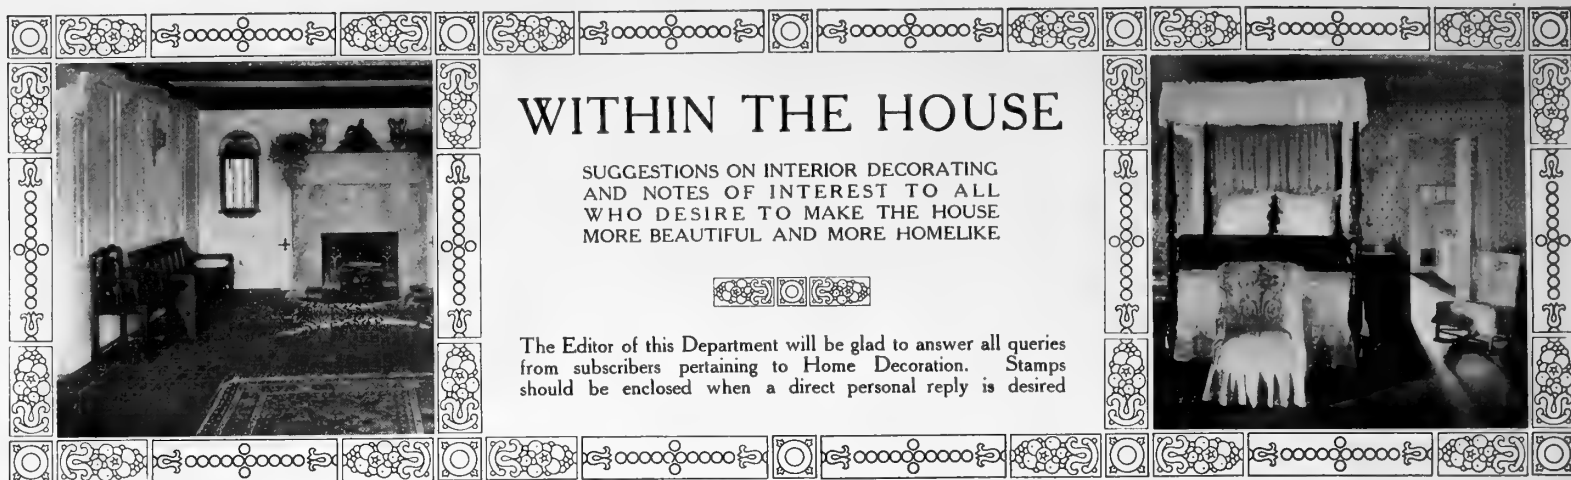 WITHIN THE HOUSE
SUGGESTIONS ON INTERIOR DECORATING
AND NOTES OF INTEREST TO ALL
WHO DESIRE TO MAKE THE HOUSE
MORE BEAUTIFUL AND MORE HOMELIKE
The Editor of this Department will be glad to answer all queries
from subscribers pertaining to Home Decoration. Stamps
should be enclosed when a direct personal reply is desired